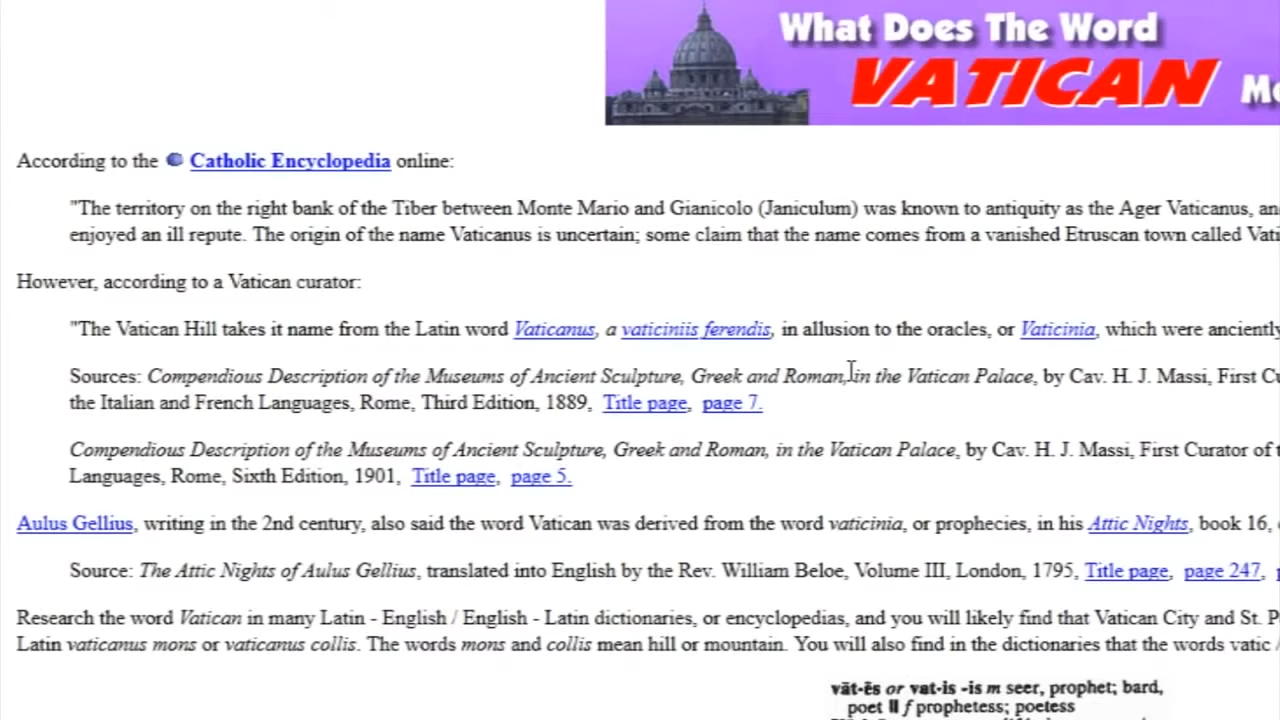 What Does The Word
VATICAN
According to the Catholic Encyclopedia online:
"The territory on the right bank of the Tiber between Monte Mario and Gianicolo (Janiculum) was known to antiquity as the Ager Vaticanus,
enjoyed an ill repute. The origin of the name Vaticanus is uncertain; some claim that the name comes from a vanished Etruscan town called
However, according to a Vatican curator:
"The Vatican Hill takes it name from the Latin word Vaticanus, a vaticiniis ferendis, in allusion to the oracles, or Vaticinia, which were anciently
Sources: Compendious Description of the Museums of Ancient Sculpture, Greek and Roman, in the Vatican Palace, by Cav. H. J. Massi, First
the Italian and French Languages, Rome, Third Edition, 1889, Title page, page 7.
Compendious Description of the Museums of Ancient Sculpture, Greek and Roman, in the Vatican Palace, by Cav. H. J. Massi, First Curator of
Languages, Rome, Sixth Edition, 1901, Title page, page 5.
Aulus Gellius, writing in the 2nd century, also said the word Vatican was derived from the word vaticinia, or prophecies, in his Attic Nights, book 16,
Source: The Attic Nights of Aulus Gellius, translated into English by the Rev. William Beloe, Volume III, London, 1795, Title page, page 247,
Research the word Vatican in many Latin - English / English - Latin dictionaries, or encyclopedias, and you will likely find that Vatican City and St.
Latin vaticanus mons or vaticanus collis. The words mons and collis mean hill or mountain. You will also find in the dictionaries that the words vatic /
vāt·ēs or vat·is -is m seer, prophet; bard,
poet || f prophetess; poetess